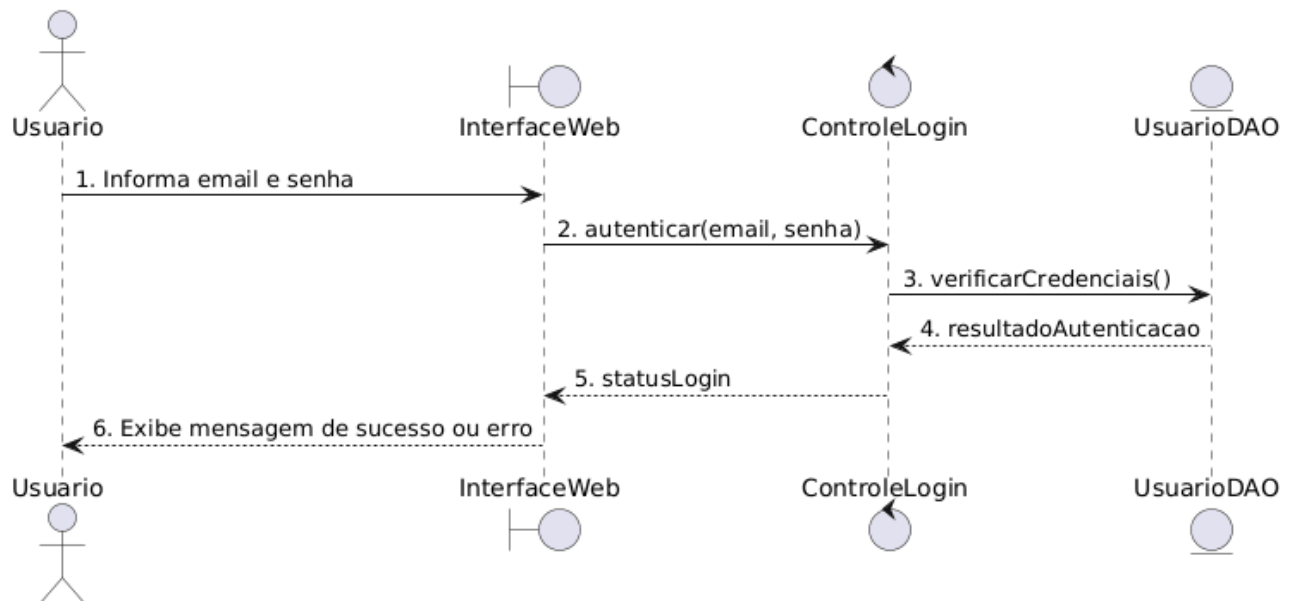 Usuario
InterfaceWeb
ControleLogin
UsuarioDAO
1. Informa email e senha
2. autenticar(email, senha)
3. verificarCredenciais()
4. resultadoAutenticacao
5. statusLogin
6. Exibe mensagem de sucesso ou erro
Usuario
InterfaceWeb
ControleLogin
UsuarioDAO